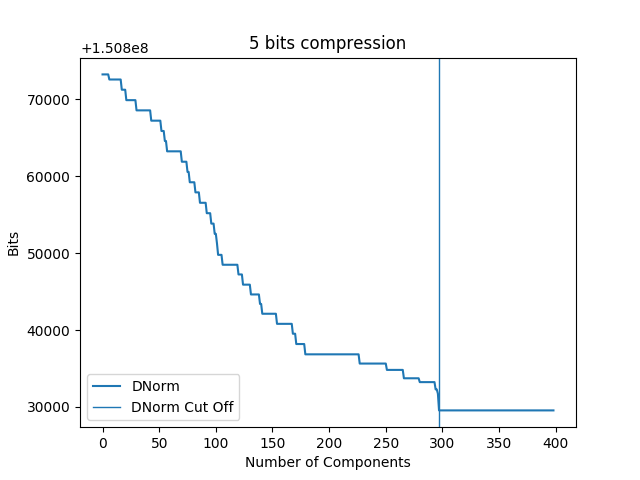 5 bits compression
+1.508e8
70000
60000
50000
40000
30000
Bits
DNorm
DNorm Cut Off
0 50 100 150 200 250 300 350 400
Number of Components